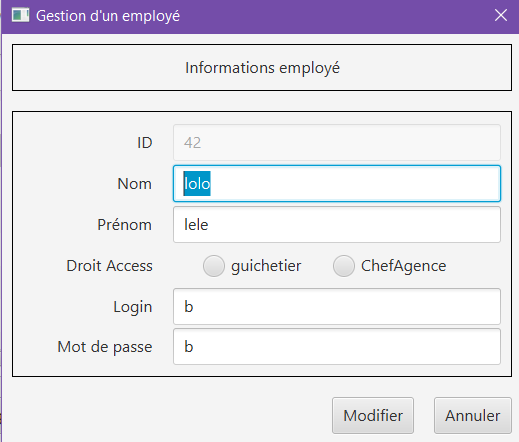 Gestion d'un employé
Informations employé
ID 42
Nom lolo
Prénom lele
Droit Access guichetier ChefAgence
Login b
Mot de passe b
Modifier Annuler